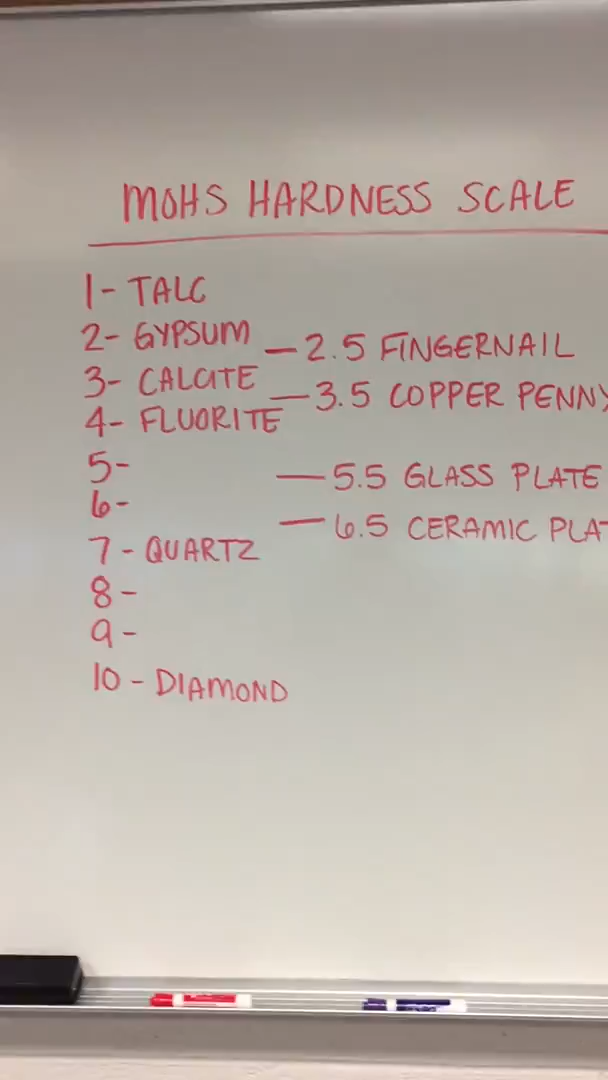 MOHS HARDNESS SCALE
1- TALC
2- GYPSUM
— 2.5 FINGERNAIL
3- CALCITE
— 3.5 COPPER PENNY
4- FLUORITE
5-
— 5.5 GLASS PLATE
6-
— 6.5 CERAMIC PLA
7- QUARTZ
8-
9-
10- DIAMOND